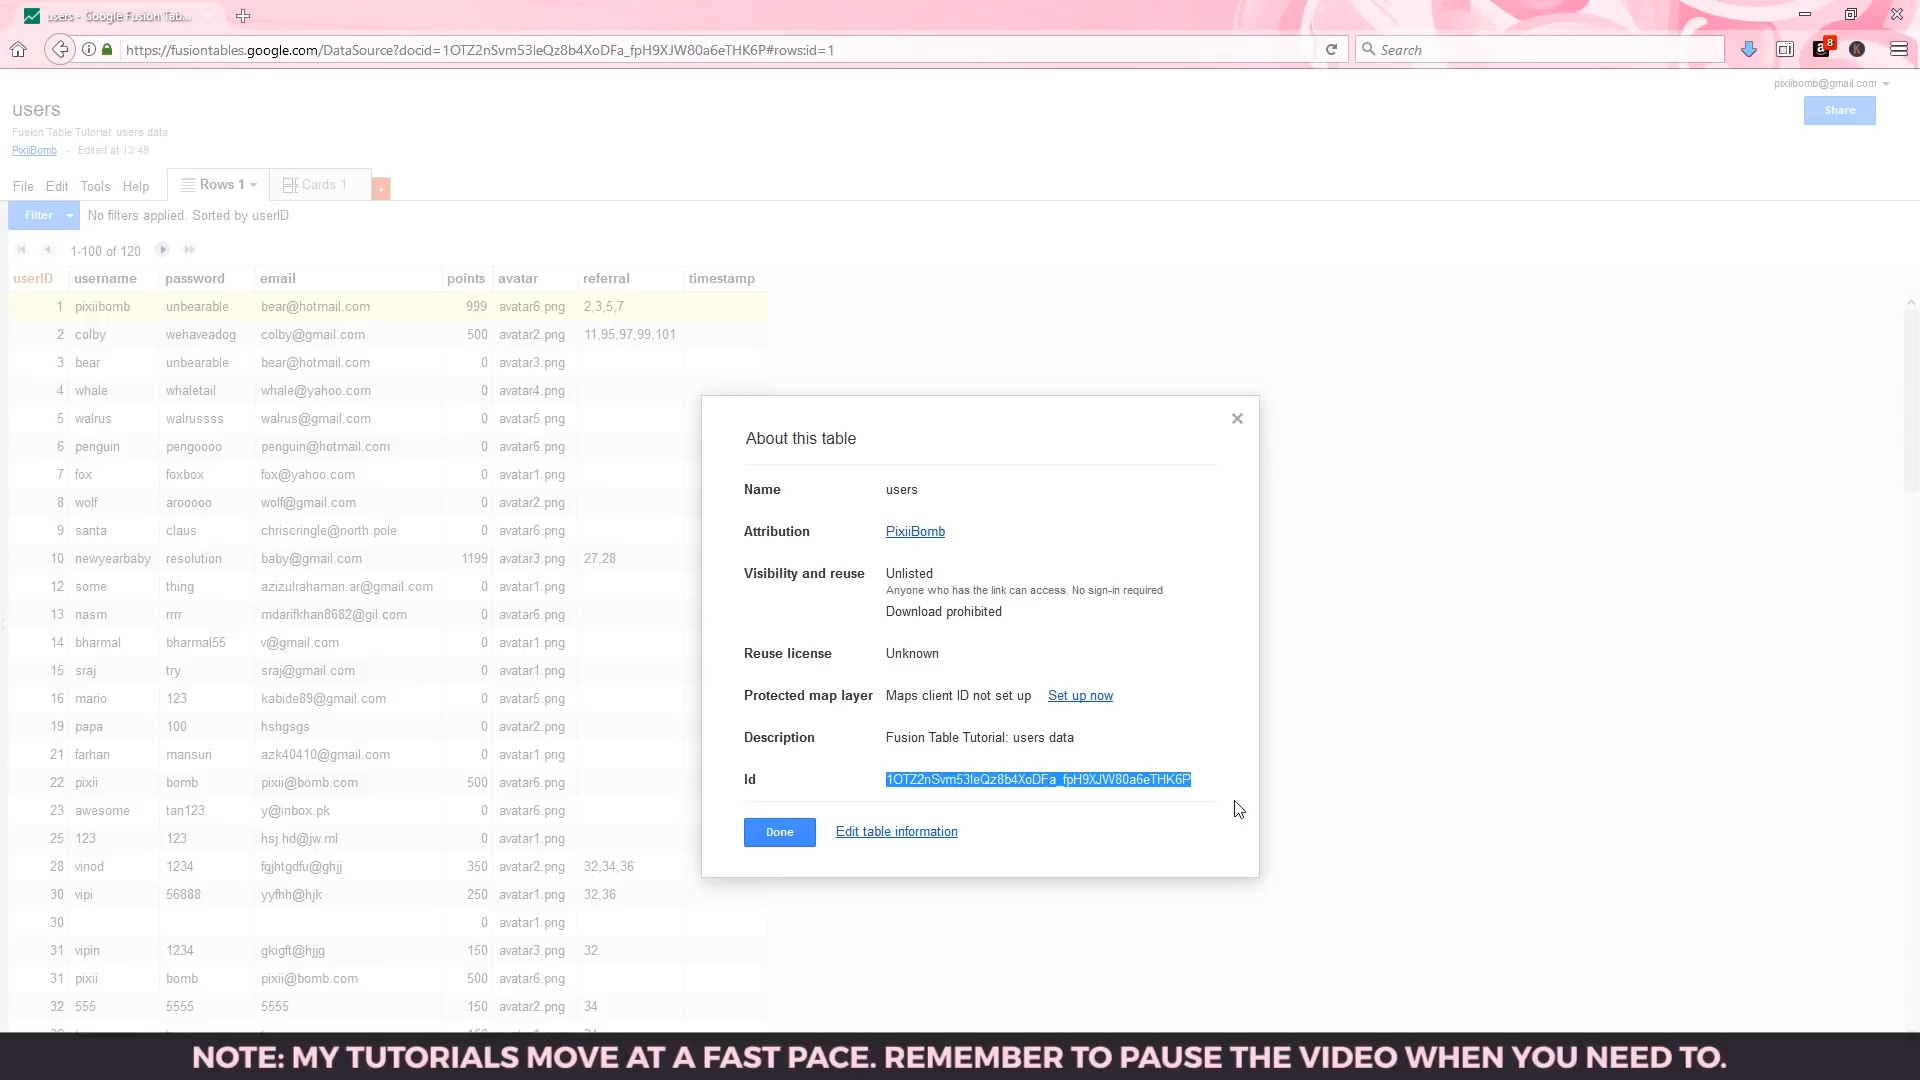 users - Google Fusion Tab...
https://fusiontables.google.com/DataSource?docid=1OTZ2nSvm53leQz8b4XoDFa_fpH9XJW80a6eTHK6P#rows:id=1
Search
8
pixiibomb@gmail.com
users
Share
Fusion Table Tutorial: users data
PixiiBomb - Edited at 13:48
File Edit Tools Help Rows 1 Cards 1 +
Filter No filters applied. Sorted by userID
1-100 of 120
userID username password email points avatar referral timestamp
1 pixiibomb unbearable bear@hotmail.com 999 avatar6.png 2,3,5,7
2 colby wehaveadog colby@gmail.com 500 avatar2.png 11,95,97,99,101
3 bear unbearable bear@hotmail.com 0 avatar3.png
4 whale whaletail whale@yahoo.com 0 avatar4.png
5 walrus walrussss walrus@gmail.com 0 avatar5.png
6 penguin pengoooo penguin@hotmail.com 0 avatar6.png
7 fox foxbox fox@yahoo.com 0 avatar1.png
8 wolf arooooo wolf@gmail.com 0 avatar2.png
9 santa claus chriscringle@north.pole 0 avatar6.png
10 newyearbaby resolution baby@gmail.com 1199 avatar3.png 27,28
12 some thing azizulrahaman.ar@gmail.com 0 avatar1.png
13 nasm rrrr mdarifkhan8682@gil.com 0 avatar6.png
14 bharmal bharmal55 v@gmail.com 0 avatar1.png
15 sraj try sraj@gmail.com 0 avatar1.png
16 mario 123 kabide89@gmail.com 0 avatar5.png
19 papa 100 hshgsgs 0 avatar2.png
21 farhan mansuri azk40410@gmail.com 0 avatar1.png
22 pixii bomb pixii@bomb.com 500 avatar6.png
23 awesome tan123 y@inbox.pk 0 avatar6.png
25 123 123 hsj.hd@jw.ml 0 avatar1.png
28 vinod 1234 fgjhtgdfu@ghjj 350 avatar2.png 32,34,36
30 vipi 56888 yyfhh@hjk 250 avatar1.png 32,36
30 0 avatar1.png
31 vipin 1234 gkigft@hjjg 150 avatar3.png 32
31 pixii bomb pixii@bomb.com 500 avatar6.png
32 555 5555 5555 150 avatar2.png 34
About this table
Name users
Attribution PixiiBomb
Visibility and reuse Unlisted
Anyone who has the link can access. No sign-in required
Download prohibited
Reuse license Unknown
Protected map layer Maps client ID not set up Set up now
Description Fusion Table Tutorial: users data
Id 1OTZ2nSvm53leQz8b4XoDFa_fpH9XJW80a6eTHK6P
Done Edit table information
NOTE: MY TUTORIALS MOVE AT A FAST PACE. REMEMBER TO PAUSE THE VIDEO WHEN YOU NEED TO.